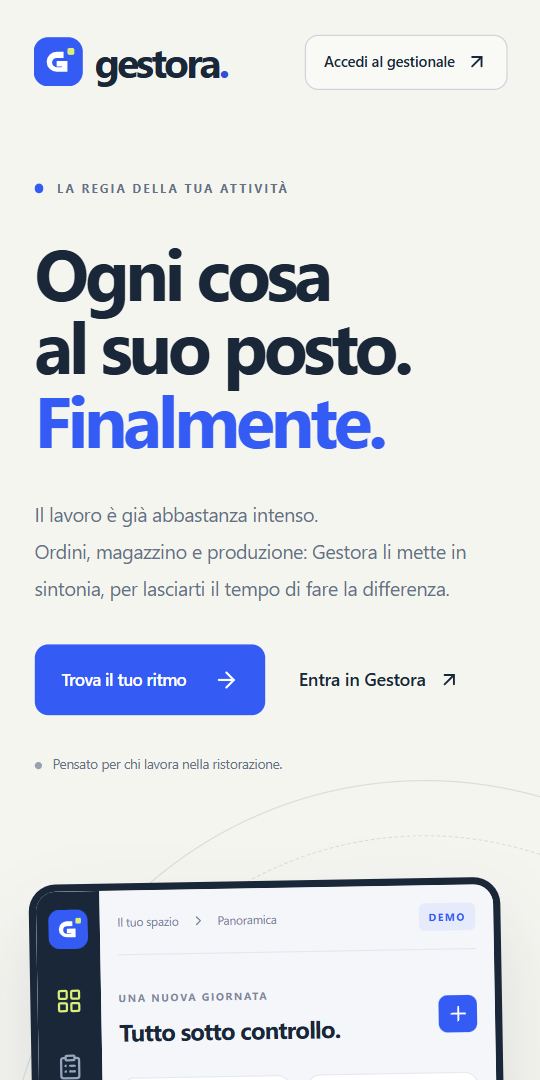 G
gestora.
Accedi al gestionale
LA REGIA DELLA TUA ATTIVITÀ
Ogni cosa
al suo posto.
Finalmente.
Il lavoro è già abbastanza intenso.
Ordini, magazzino e produzione: Gestora li mette in
sintonia, per lasciarti il tempo di fare la differenza.
Trova il tuo ritmo
Entra in Gestora
Pensato per chi lavora nella ristorazione.
G
Il tuo spazio
Panoramica
DEMO
UNA NUOVA GIORNATA
Tutto sotto controllo.